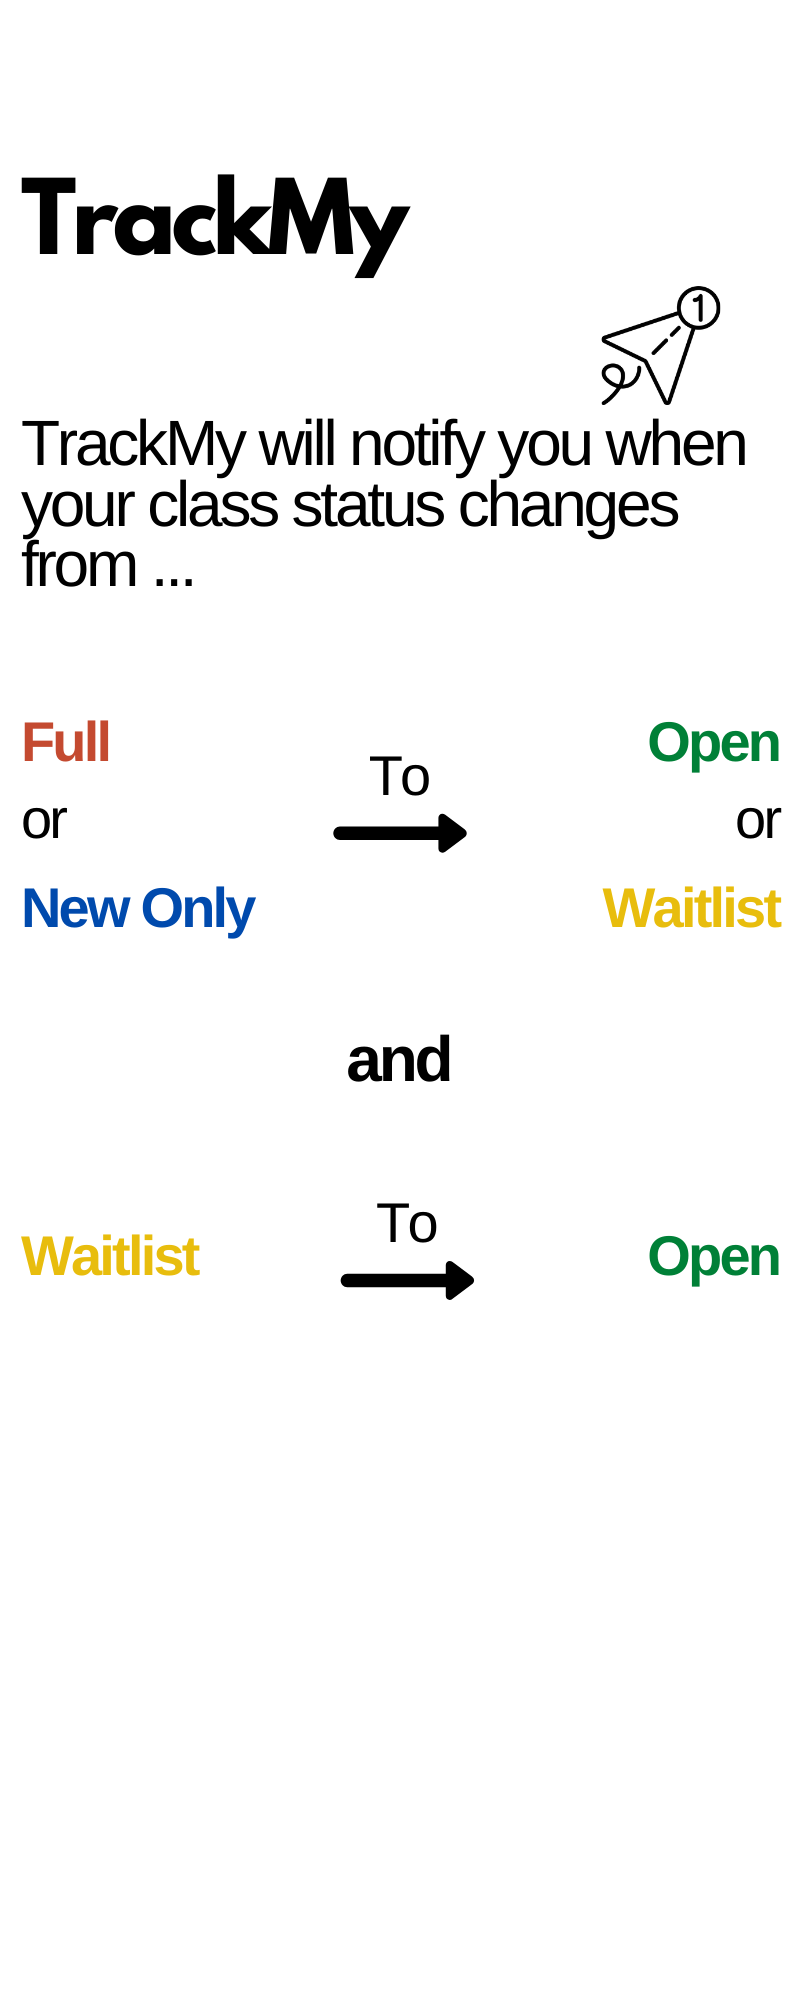 TrackMy
1
TrackMy will notify you when
your class status changes
from ...
Full
or
New Only
To
Open
or
Waitlist
and
Waitlist
To
Open